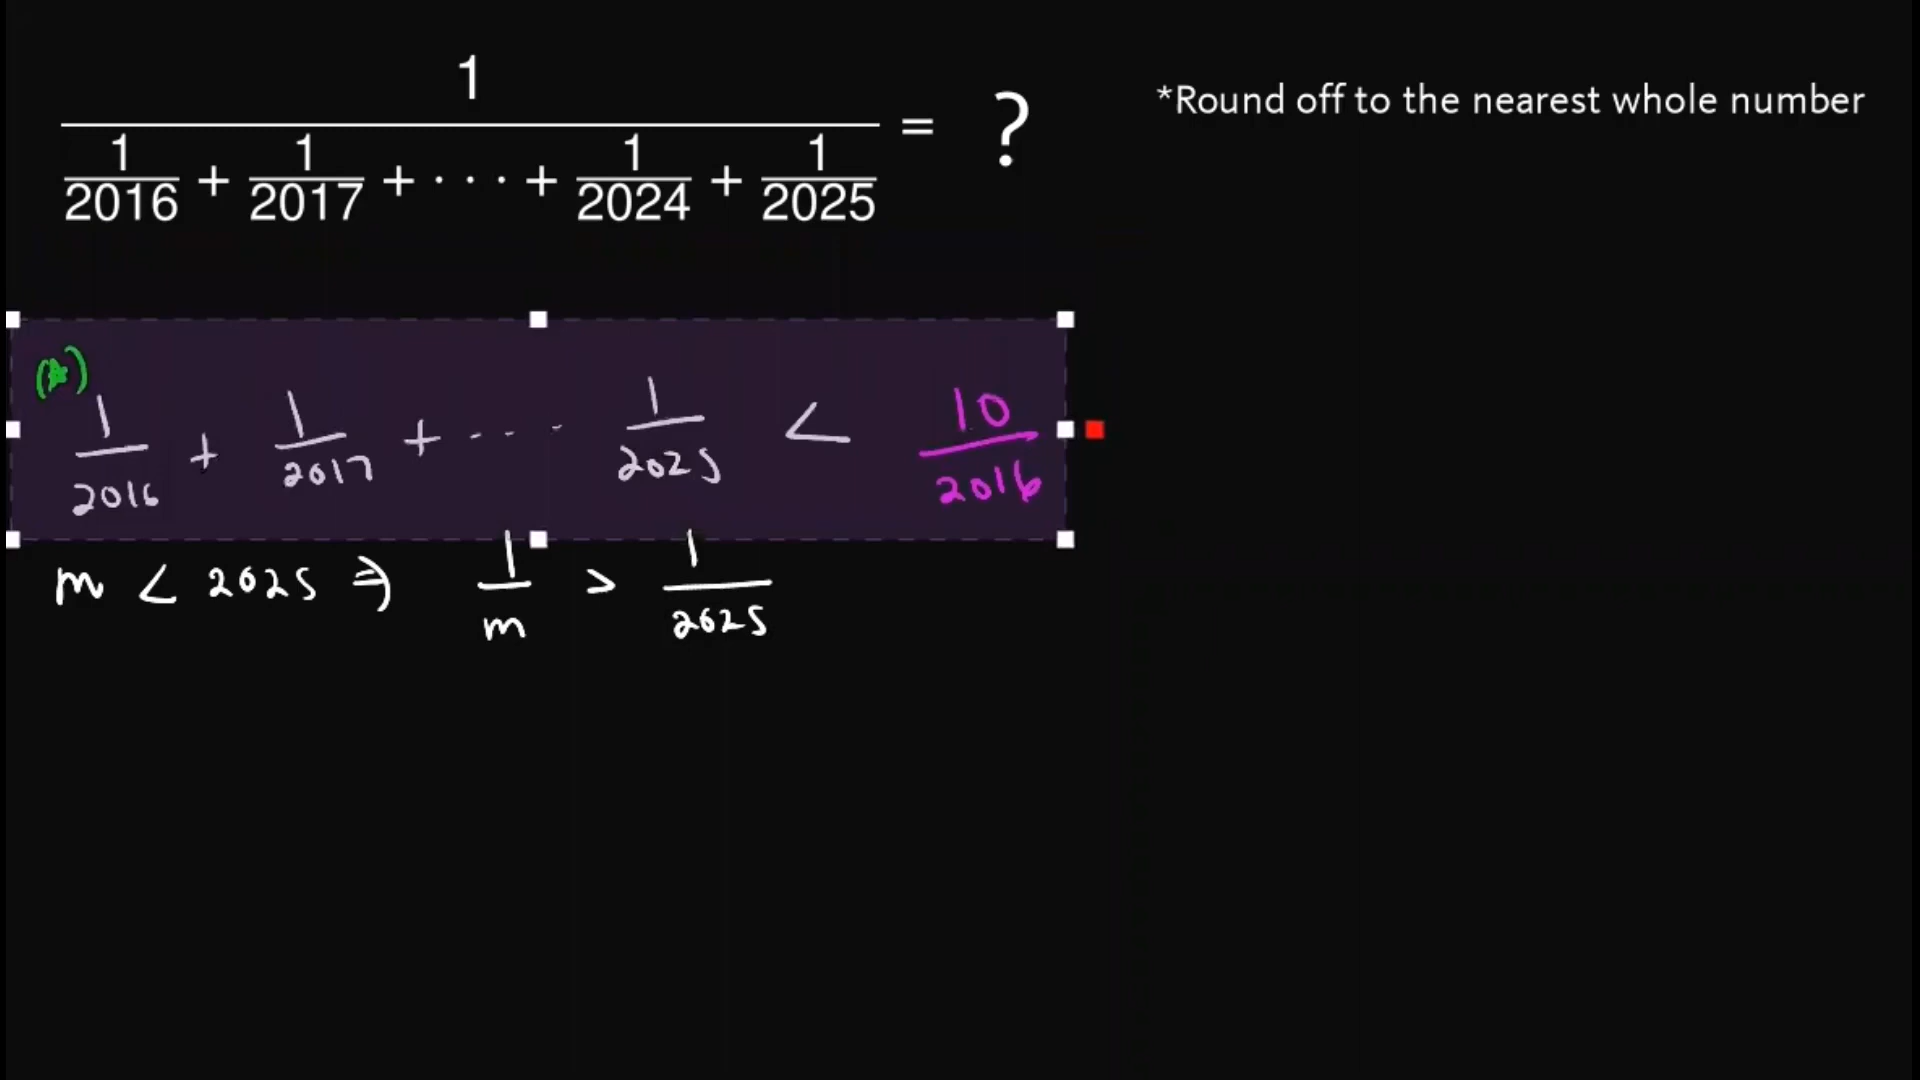 1
1/2016 + 1/2017 + · · · + 1/2024 + 1/2025 = ?
*Round off to the nearest whole number
(*)
1/2016 + 1/2017 + - - - - 1/2025 < 10/2016
m < 2025 ⇒ 1/m > 1/2025